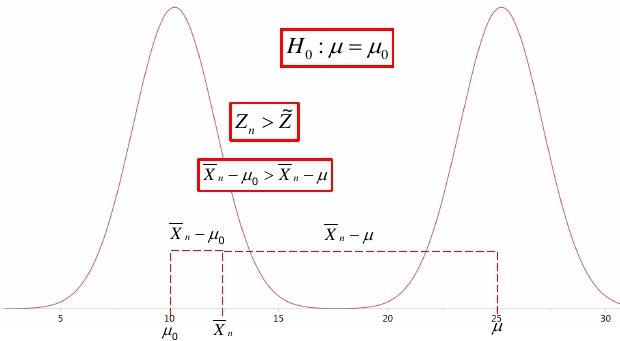 H₀ : μ = μ₀
Zₙ > Z̃
X̅ₙ − μ₀ > X̅ₙ − μ
X̅ₙ − μ₀
X̅ₙ − μ
5 10 15 20 25 30
μ₀ X̅ₙ μ